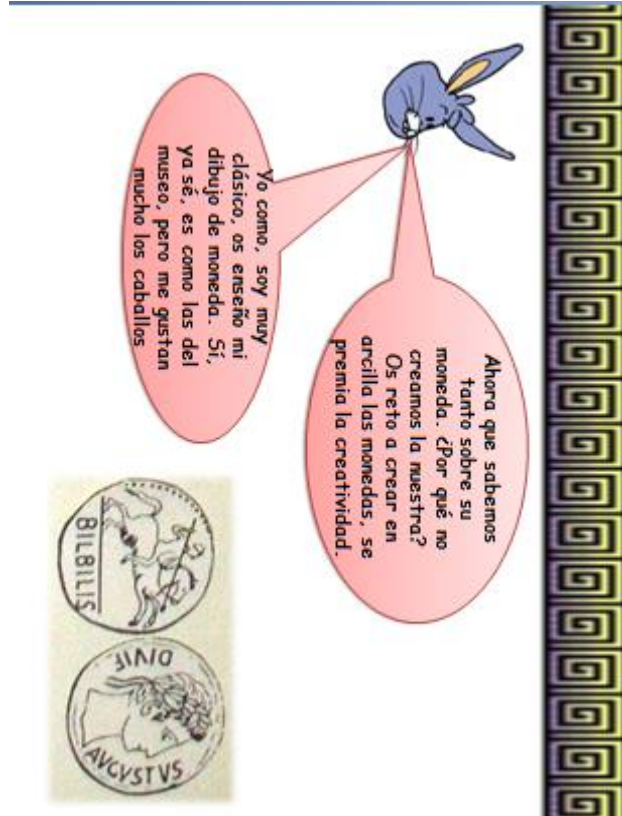 Ahora que sabemos
tanto sobre su
moneda. ¿Por qué no
creamos la nuestra?
Os reto a crear en
arcilla las monedas, se
premia la creatividad.
Yo como, soy muy
clásico, os enseño mi
dibujo de moneda. Sí,
ya sé, es como las del
museo, pero me gustan
mucho los caballos
BILBILIS
DIVIF
AVGVSTVS